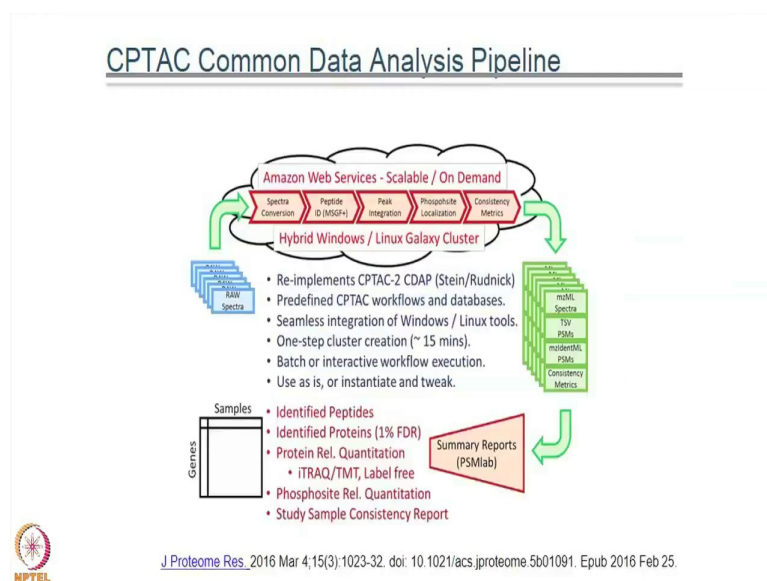 CPTAC Common Data Analysis Pipeline
Amazon Web Services - Scalable / On Demand
Spectra
Conversion
Peptide
ID (MSGF+)
Peak
Integration
Phospohsite
Localization
Consistency
Metrics
Hybrid Windows / Linux Galaxy Cluster
RAW
Spectra
• Re-implements CPTAC-2 CDAP (Stein/Rudnick)
• Predefined CPTAC workflows and databases.
• Seamless integration of Windows / Linux tools.
• One-step cluster creation (~ 15 mins).
• Batch or interactive workflow execution.
• Use as is, or instantiate and tweak.
mzML
Spectra
TSV
PSMs
mzIdentML
PSMs
Consistency
Metrics
Samples
Genes
• Identified Peptides
• Identified Proteins (1% FDR)
• Protein Rel. Quantitation
• iTRAQ/TMT, Label free
• Phosphosite Rel. Quantitation
• Study Sample Consistency Report
Summary Reports
(PSMlab)
J Proteome Res. 2016 Mar 4;15(3):1023-32. doi: 10.1021/acs.jproteome.5b01091. Epub 2016 Feb 25.
NPTEL